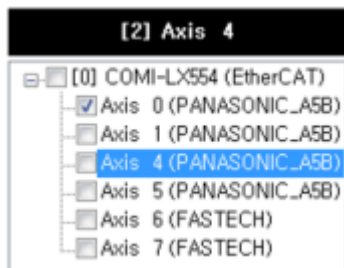 [2] Axis 4
[0] COMI-LX554 (EtherCAT)
Axis 0 (PANASONIC_A5B)
Axis 1 (PANASONIC_A5B)
Axis 4 (PANASONIC_A5B)
Axis 5 (PANASONIC_A5B)
Axis 6 (FASTECH)
Axis 7 (FASTECH)